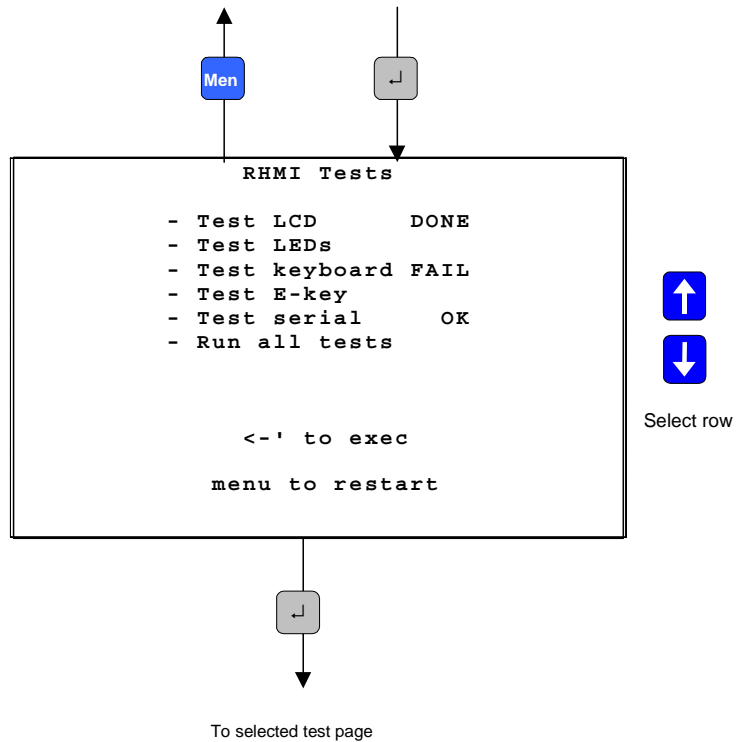 Men
↵
RHMI Tests
- Test LCD DONE
- Test LEDs
- Test keyboard FAIL
- Test E-key
- Test serial OK
- Run all tests
Select row
<-' to exec
menu to restart
↵
To selected test page